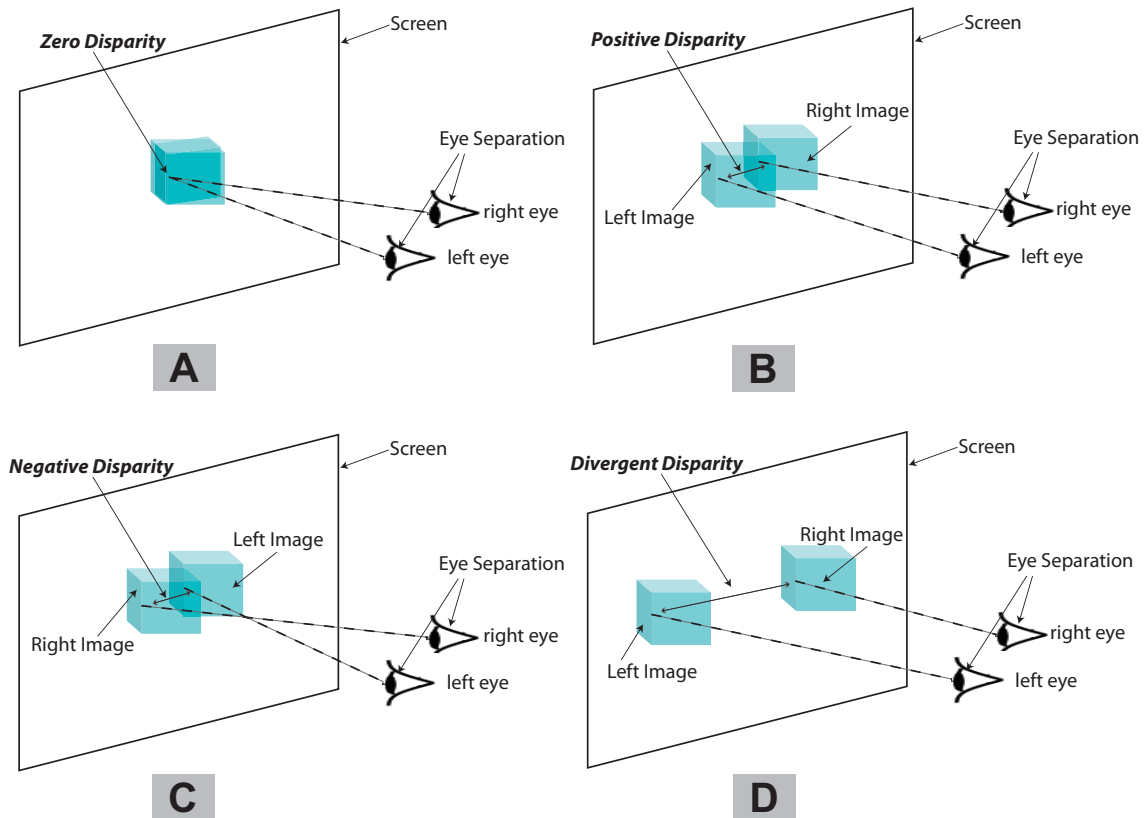 Screen
Zero Disparity
Eye Separation
right eye
left eye
A
Screen
Positive Disparity
Right Image
Eye Separation
Left Image
right eye
left eye
B
Screen
Negative Disparity
Left Image
Eye Separation
Right Image
right eye
left eye
C
Screen
Divergent Disparity
Right Image
Eye Separation
right eye
Left Image
left eye
D